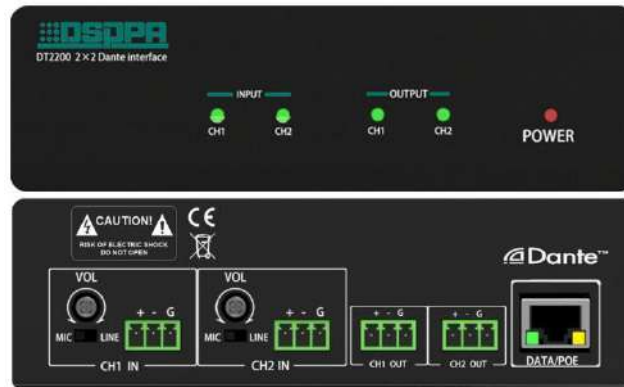 DSPPA
DT2200 2×2 Dante interface
INPUT
OUTPUT
CH1
CH2
CH1
CH2
POWER
CAUTION!
RISK OF ELECTRIC SHOCK
DO NOT OPEN
CE
Dante™
VOL
+ - G
MIC LINE
CH1 IN
VOL
+ - G
MIC LINE
CH2 IN
+ - G
CH1 OUT
+ - G
CH2 OUT
DATA/POE